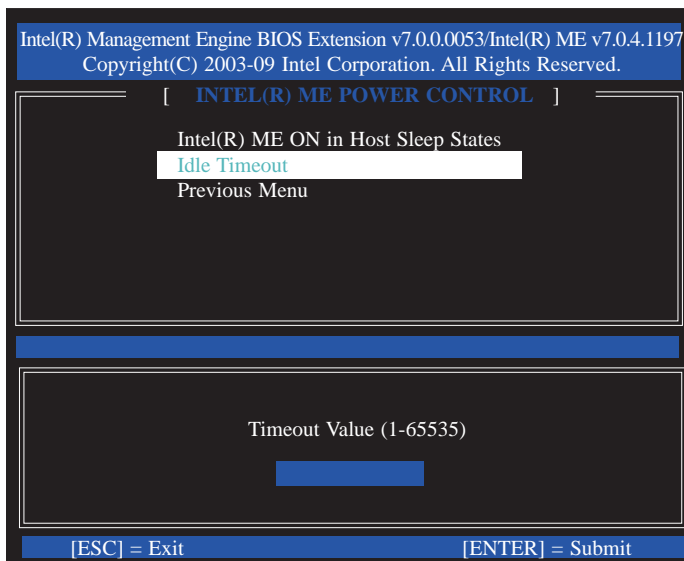 Intel(R) Management Engine BIOS Extension v7.0.0.0053/Intel(R) ME v7.0.4.1197
Copyright(C) 2003-09 Intel Corporation. All Rights Reserved.
[ INTEL(R) ME POWER CONTROL ]
Intel(R) ME ON in Host Sleep States
Idle Timeout
Previous Menu
Timeout Value (1-65535)
[ESC] = Exit [ENTER] = Submit